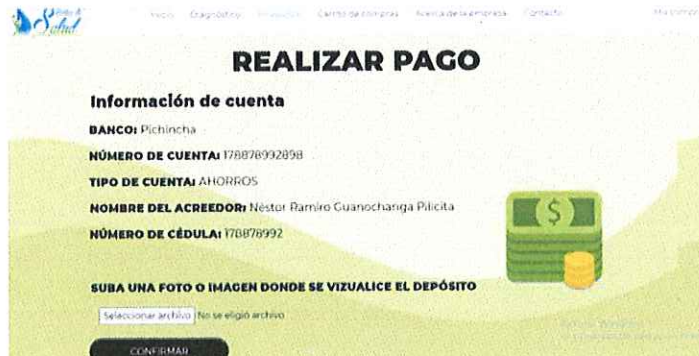 Salud
Inicio Diagnóstico Productos Carrito de compras Acerca de la empresa Contacto
REALIZAR PAGO
Información de cuenta
BANCO: Pichincha
NÚMERO DE CUENTA: 178878992898
TIPO DE CUENTA: AHORROS
NOMBRE DEL ACREEDOR: Néstor Ramiro Guanochanga Pilicita
NÚMERO DE CÉDULA: 178878992
$
SUBA UNA FOTO O IMAGEN DONDE SE VIZUALICE EL DEPÓSITO
Seleccionar archivo No se eligió archivo
CONFIRMAR